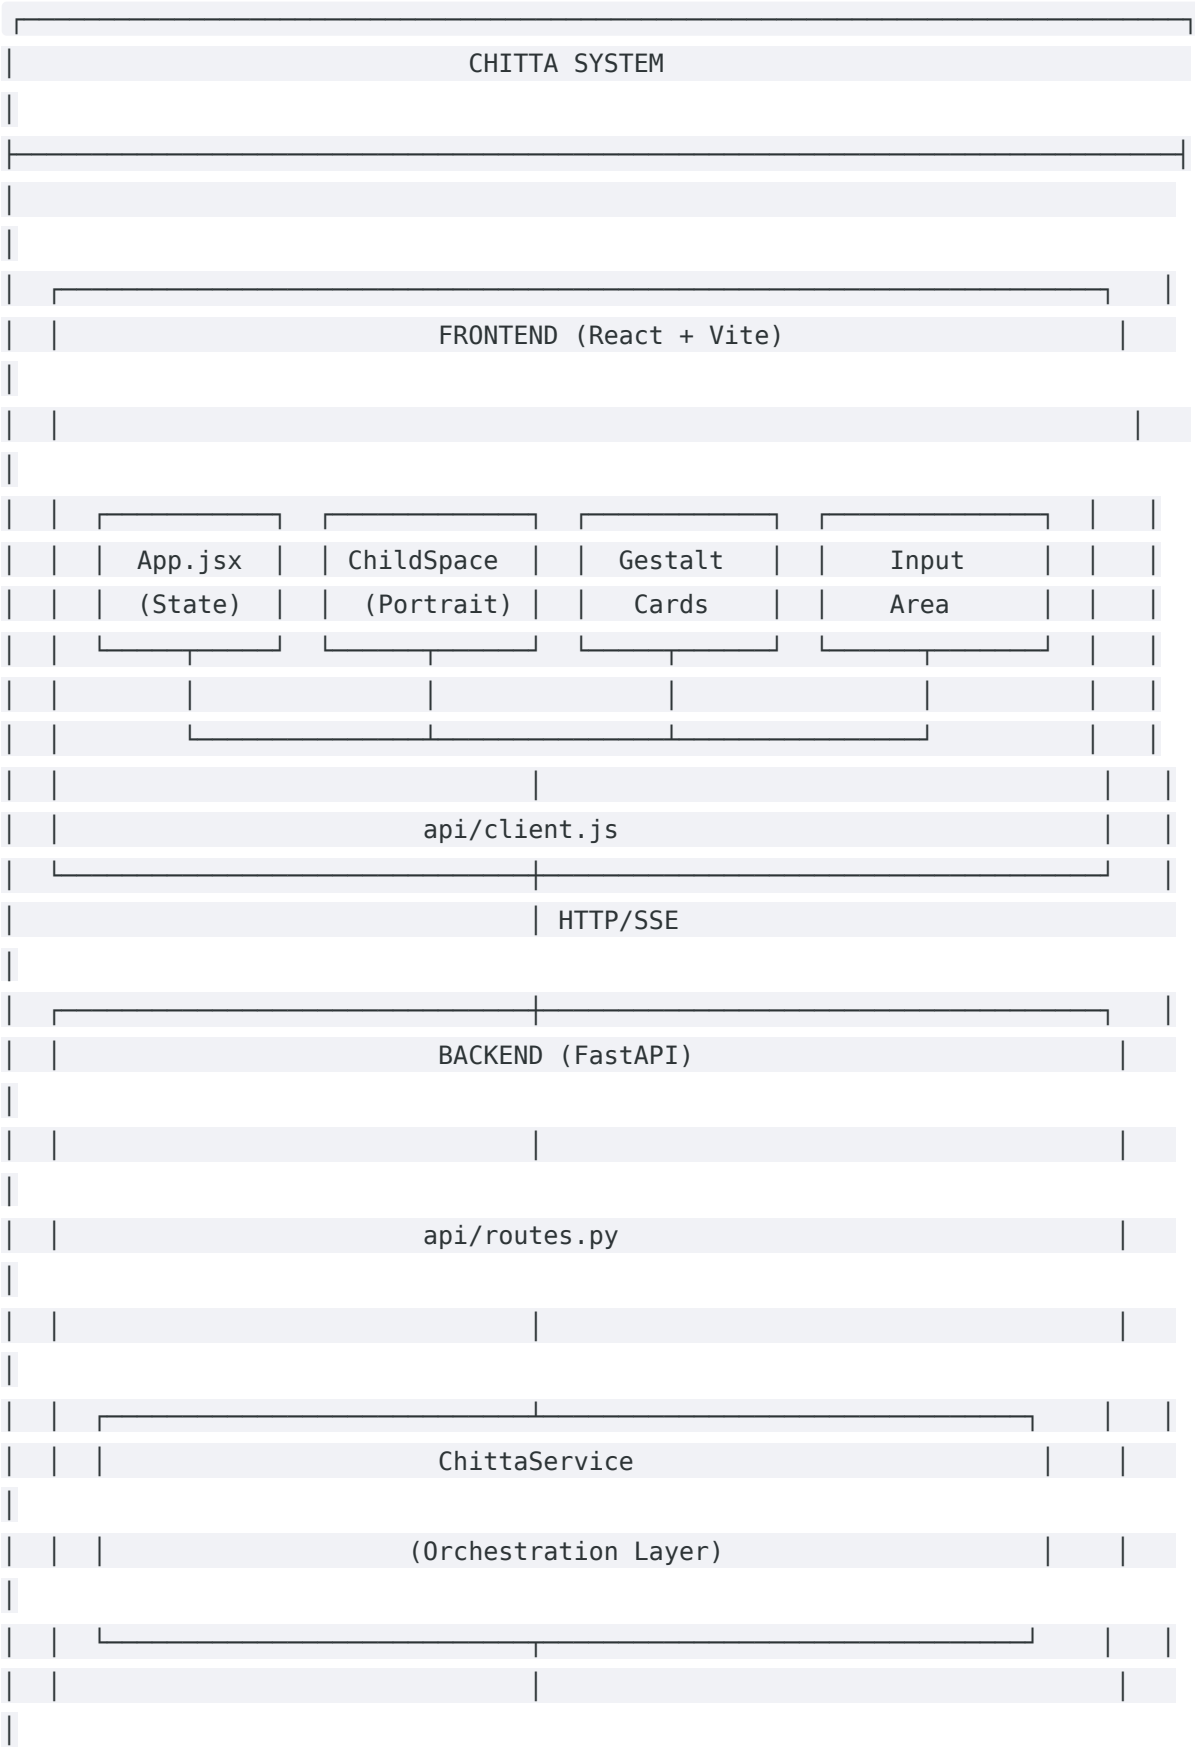 CHITTA SYSTEM
FRONTEND (React + Vite)
App.jsx ChildSpace Gestalt Input
(State) (Portrait) Cards Area
api/client.js
HTTP/SSE
BACKEND (FastAPI)
api/routes.py
ChittaService
(Orchestration Layer)